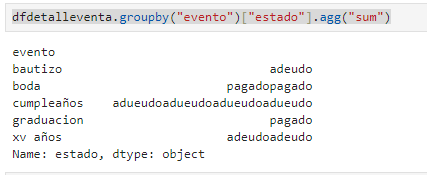 dfdetalleventa.groupby("evento")["estado"].agg("sum")
evento
bautizo adeudo
boda pagadopagado
cumpleaños adueudoadueudoadueudoadueudo
graduacion pagado
xv años adeudoadeudo
Name: estado, dtype: object